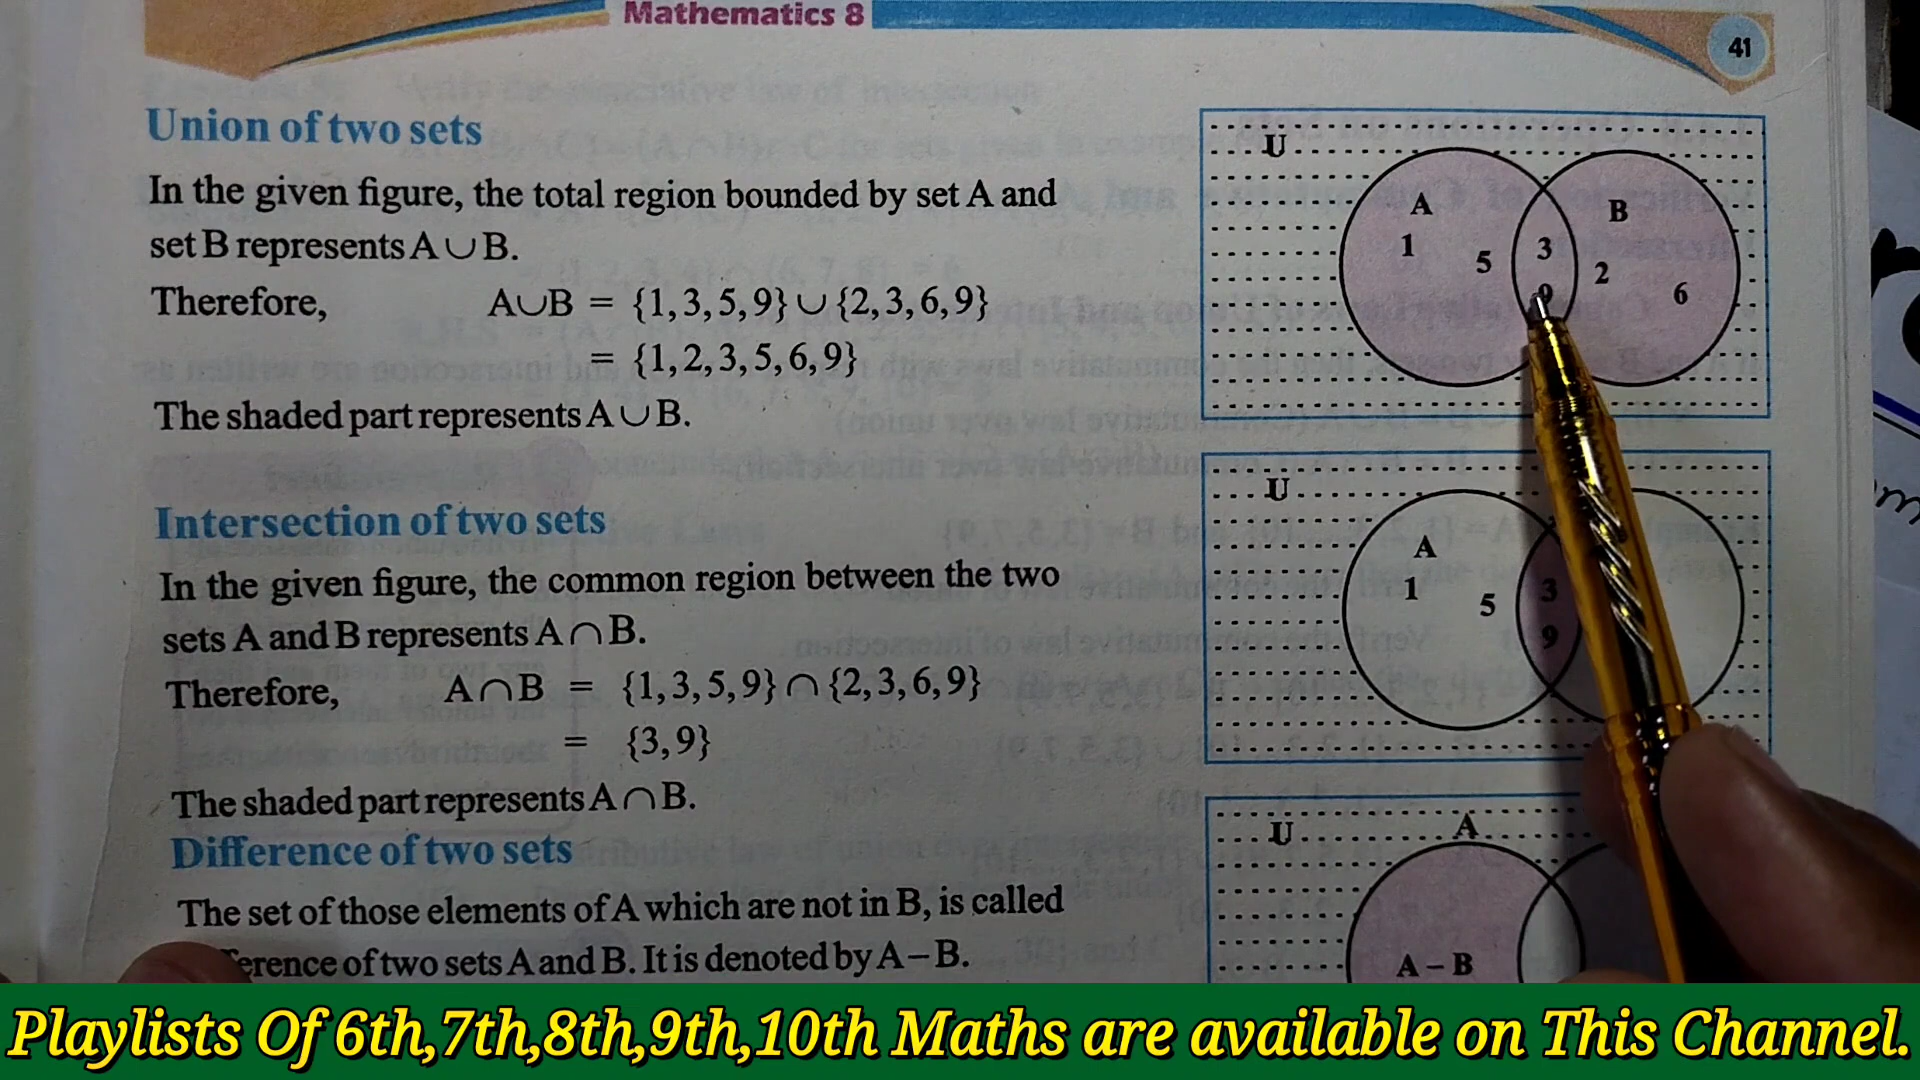 Mathematics 8
41
Union of two sets
In the given figure, the total region bounded by set A and
set B represents A ∪ B.
Therefore, A∪B = {1, 3, 5, 9} ∪ {2, 3, 6, 9}
= {1, 2, 3, 5, 6, 9}
The shaded part represents A ∪ B.
U
A
B
1
5
3
2
9
6
Intersection of two sets
In the given figure, the common region between the two
sets A and B represents A ∩ B.
Therefore, A∩B = {1, 3, 5, 9} ∩ {2, 3, 6, 9}
= {3, 9}
The shaded part represents A ∩ B.
U
A
1
5
3
9
Difference of two sets
The set of those elements of A which are not in B, is called
erence of two sets A and B. It is denoted by A – B.
U
A
A – B
Playlists Of 6th,7th,8th,9th,10th Maths are available on This Channel.